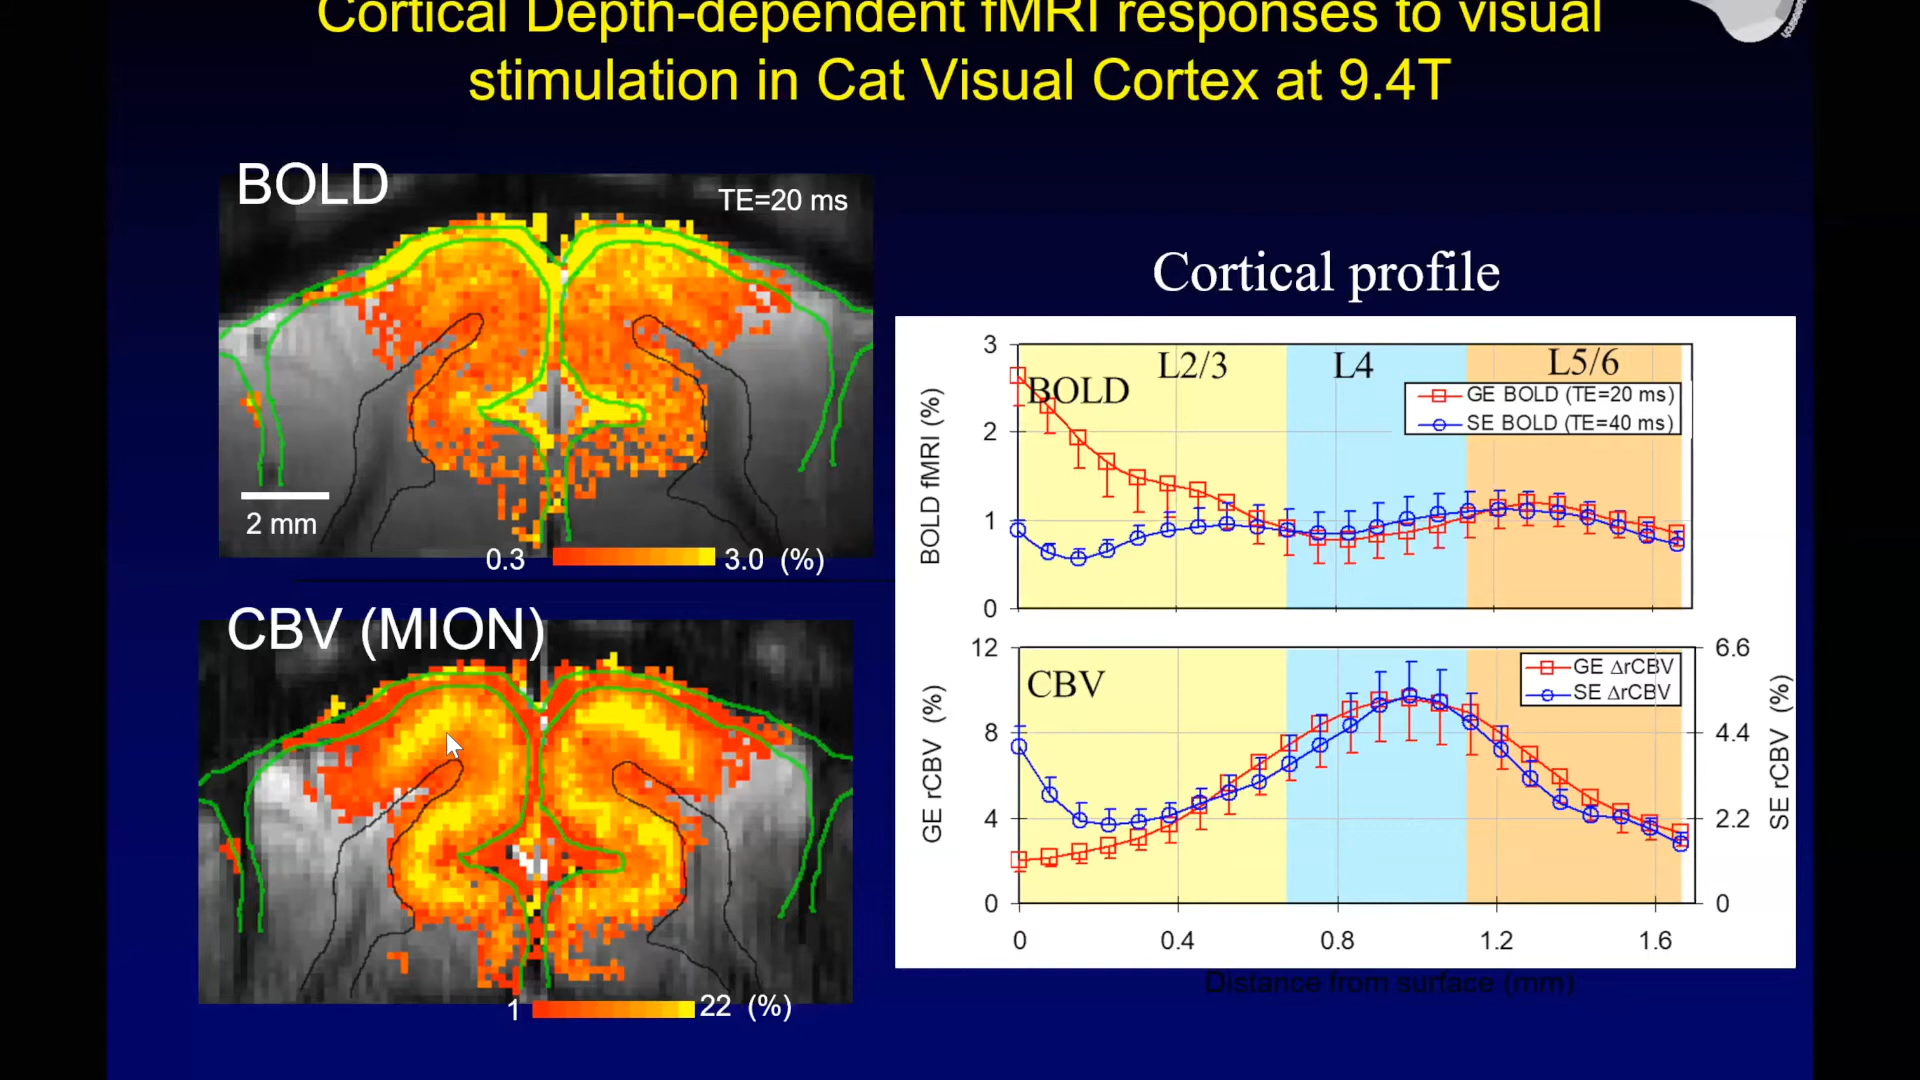 Cortical Depth-dependent fMRI responses to visual
stimulation in Cat Visual Cortex at 9.4T
BOLD
TE=20 ms
2 mm
0.3
3.0 (%)
CBV (MION)
1
22 (%)
Cortical profile
L2/3
L4
L5/6
BOLD
GE BOLD (TE=20 ms)
SE BOLD (TE=40 ms)
BOLD fMRI (%)
3
2
1
0
CBV
GE ΔrCBV
SE ΔrCBV
GE rCBV (%)
12
8
4
0
6.6
4.4
2.2
0
SE rCBV (%)
0 0.4 0.8 1.2 1.6
Distance from surface (mm)